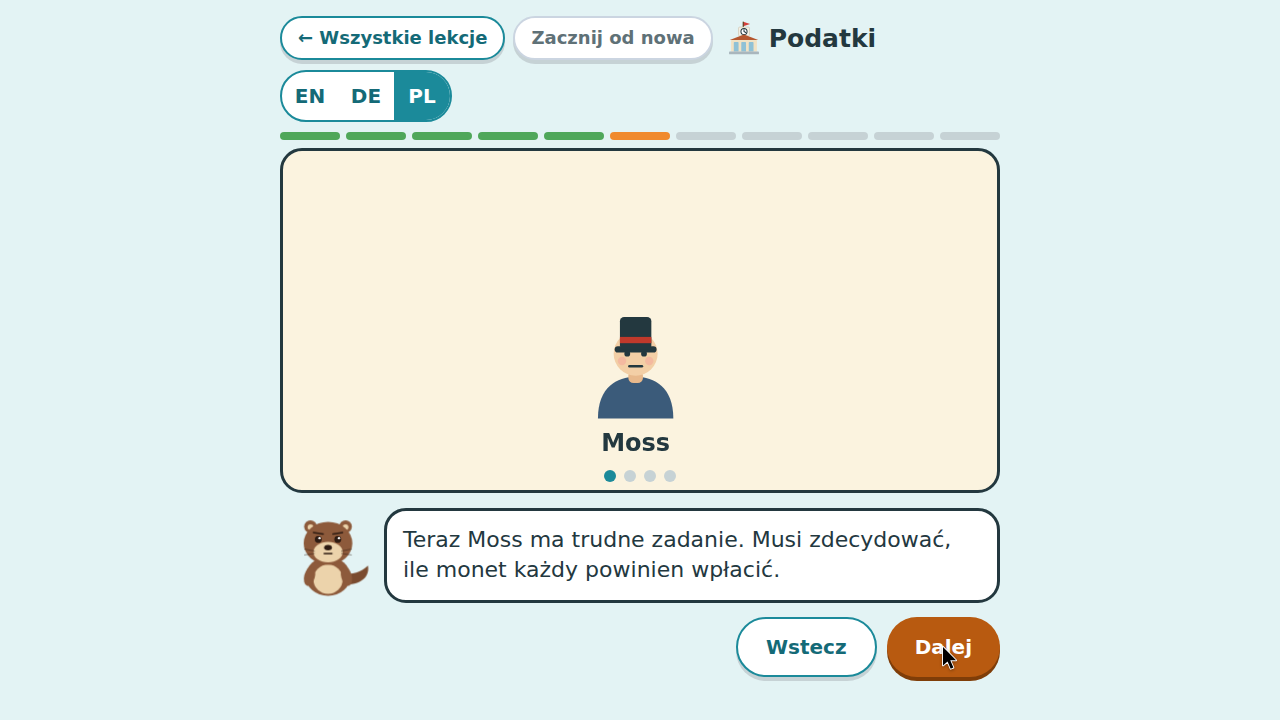 ← Wszystkie lekcje
Zacznij od nowa
Podatki
EN DE PL
Moss
Teraz Moss ma trudne zadanie. Musi zdecydować,
ile monet każdy powinien wpłacić.
Wstecz
Dalej